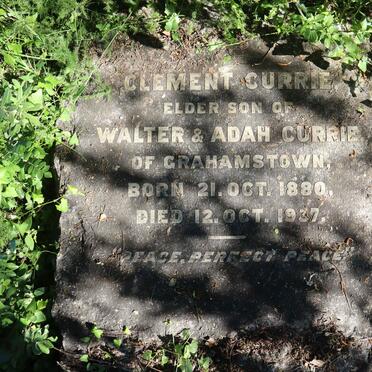 CLEMENT CURRIE,
ELDER SON OF
WALTER & ADAH CURRIE
OF GRAHAMSTOWN,
BORN 21. OCT. 1880,
DIED 12. OCT. 1937.
"PEACE, PERFECT PEACE"